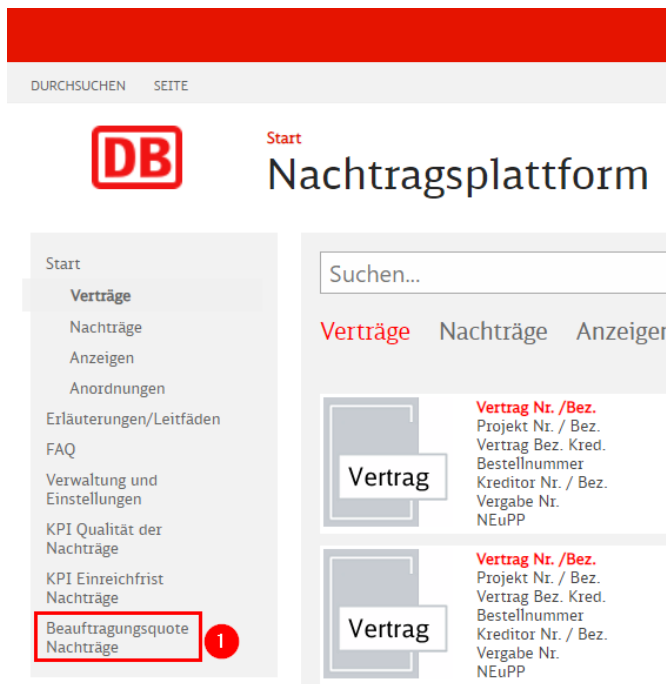 DURCHSUCHEN SEITE
DB
Start
Nachtragsplattform
Start
Verträge
Nachträge
Anzeigen
Anordnungen
Erläuterungen/Leitfäden
FAQ
Verwaltung und
Einstellungen
KPI Qualität der
Nachträge
KPI Einreichfrist
Nachträge
Beauftragungsquote
Nachträge
1
Suchen...
Verträge Nachträge Anzeigen
Vertrag
Vertrag Nr. /Bez.
Projekt Nr. / Bez.
Vertrag Bez. Kred.
Bestellnummer
Kreditor Nr. / Bez.
Vergabe Nr.
NEuPP
Vertrag
Vertrag Nr. /Bez.
Projekt Nr. / Bez.
Vertrag Bez. Kred.
Bestellnummer
Kreditor Nr. / Bez.
Vergabe Nr.
NEuPP